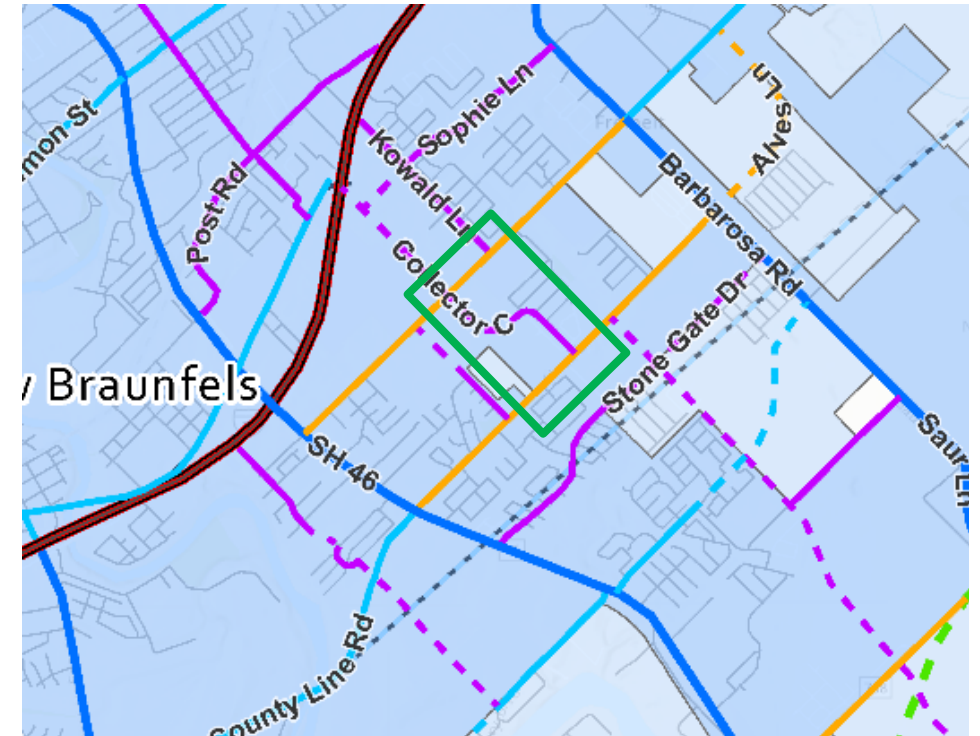 mon St
Post Rd
Kowald Ln
Sophie Ln
Alves Ln
Barbarosa Rd
Collector C
Stone Gate Dr
w Braunfels
SH 46
Saur Ln
County Line Rd